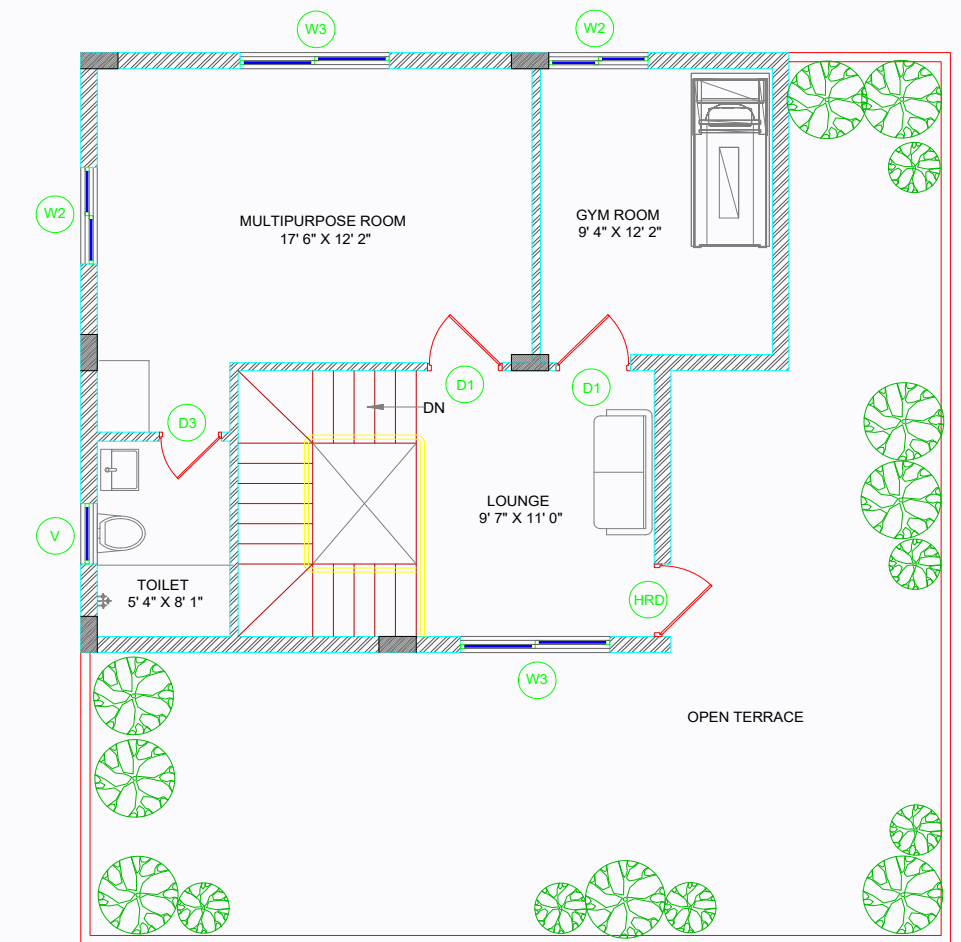 W3
W2
W2
MULTIPURPOSE ROOM
17' 6" X 12' 2"
GYM ROOM
9' 4" X 12' 2"
D1
D1
DN
D3
LOUNGE
9' 7" X 11' 0"
V
TOILET
5' 4" X 8' 1"
HRD
W3
OPEN TERRACE